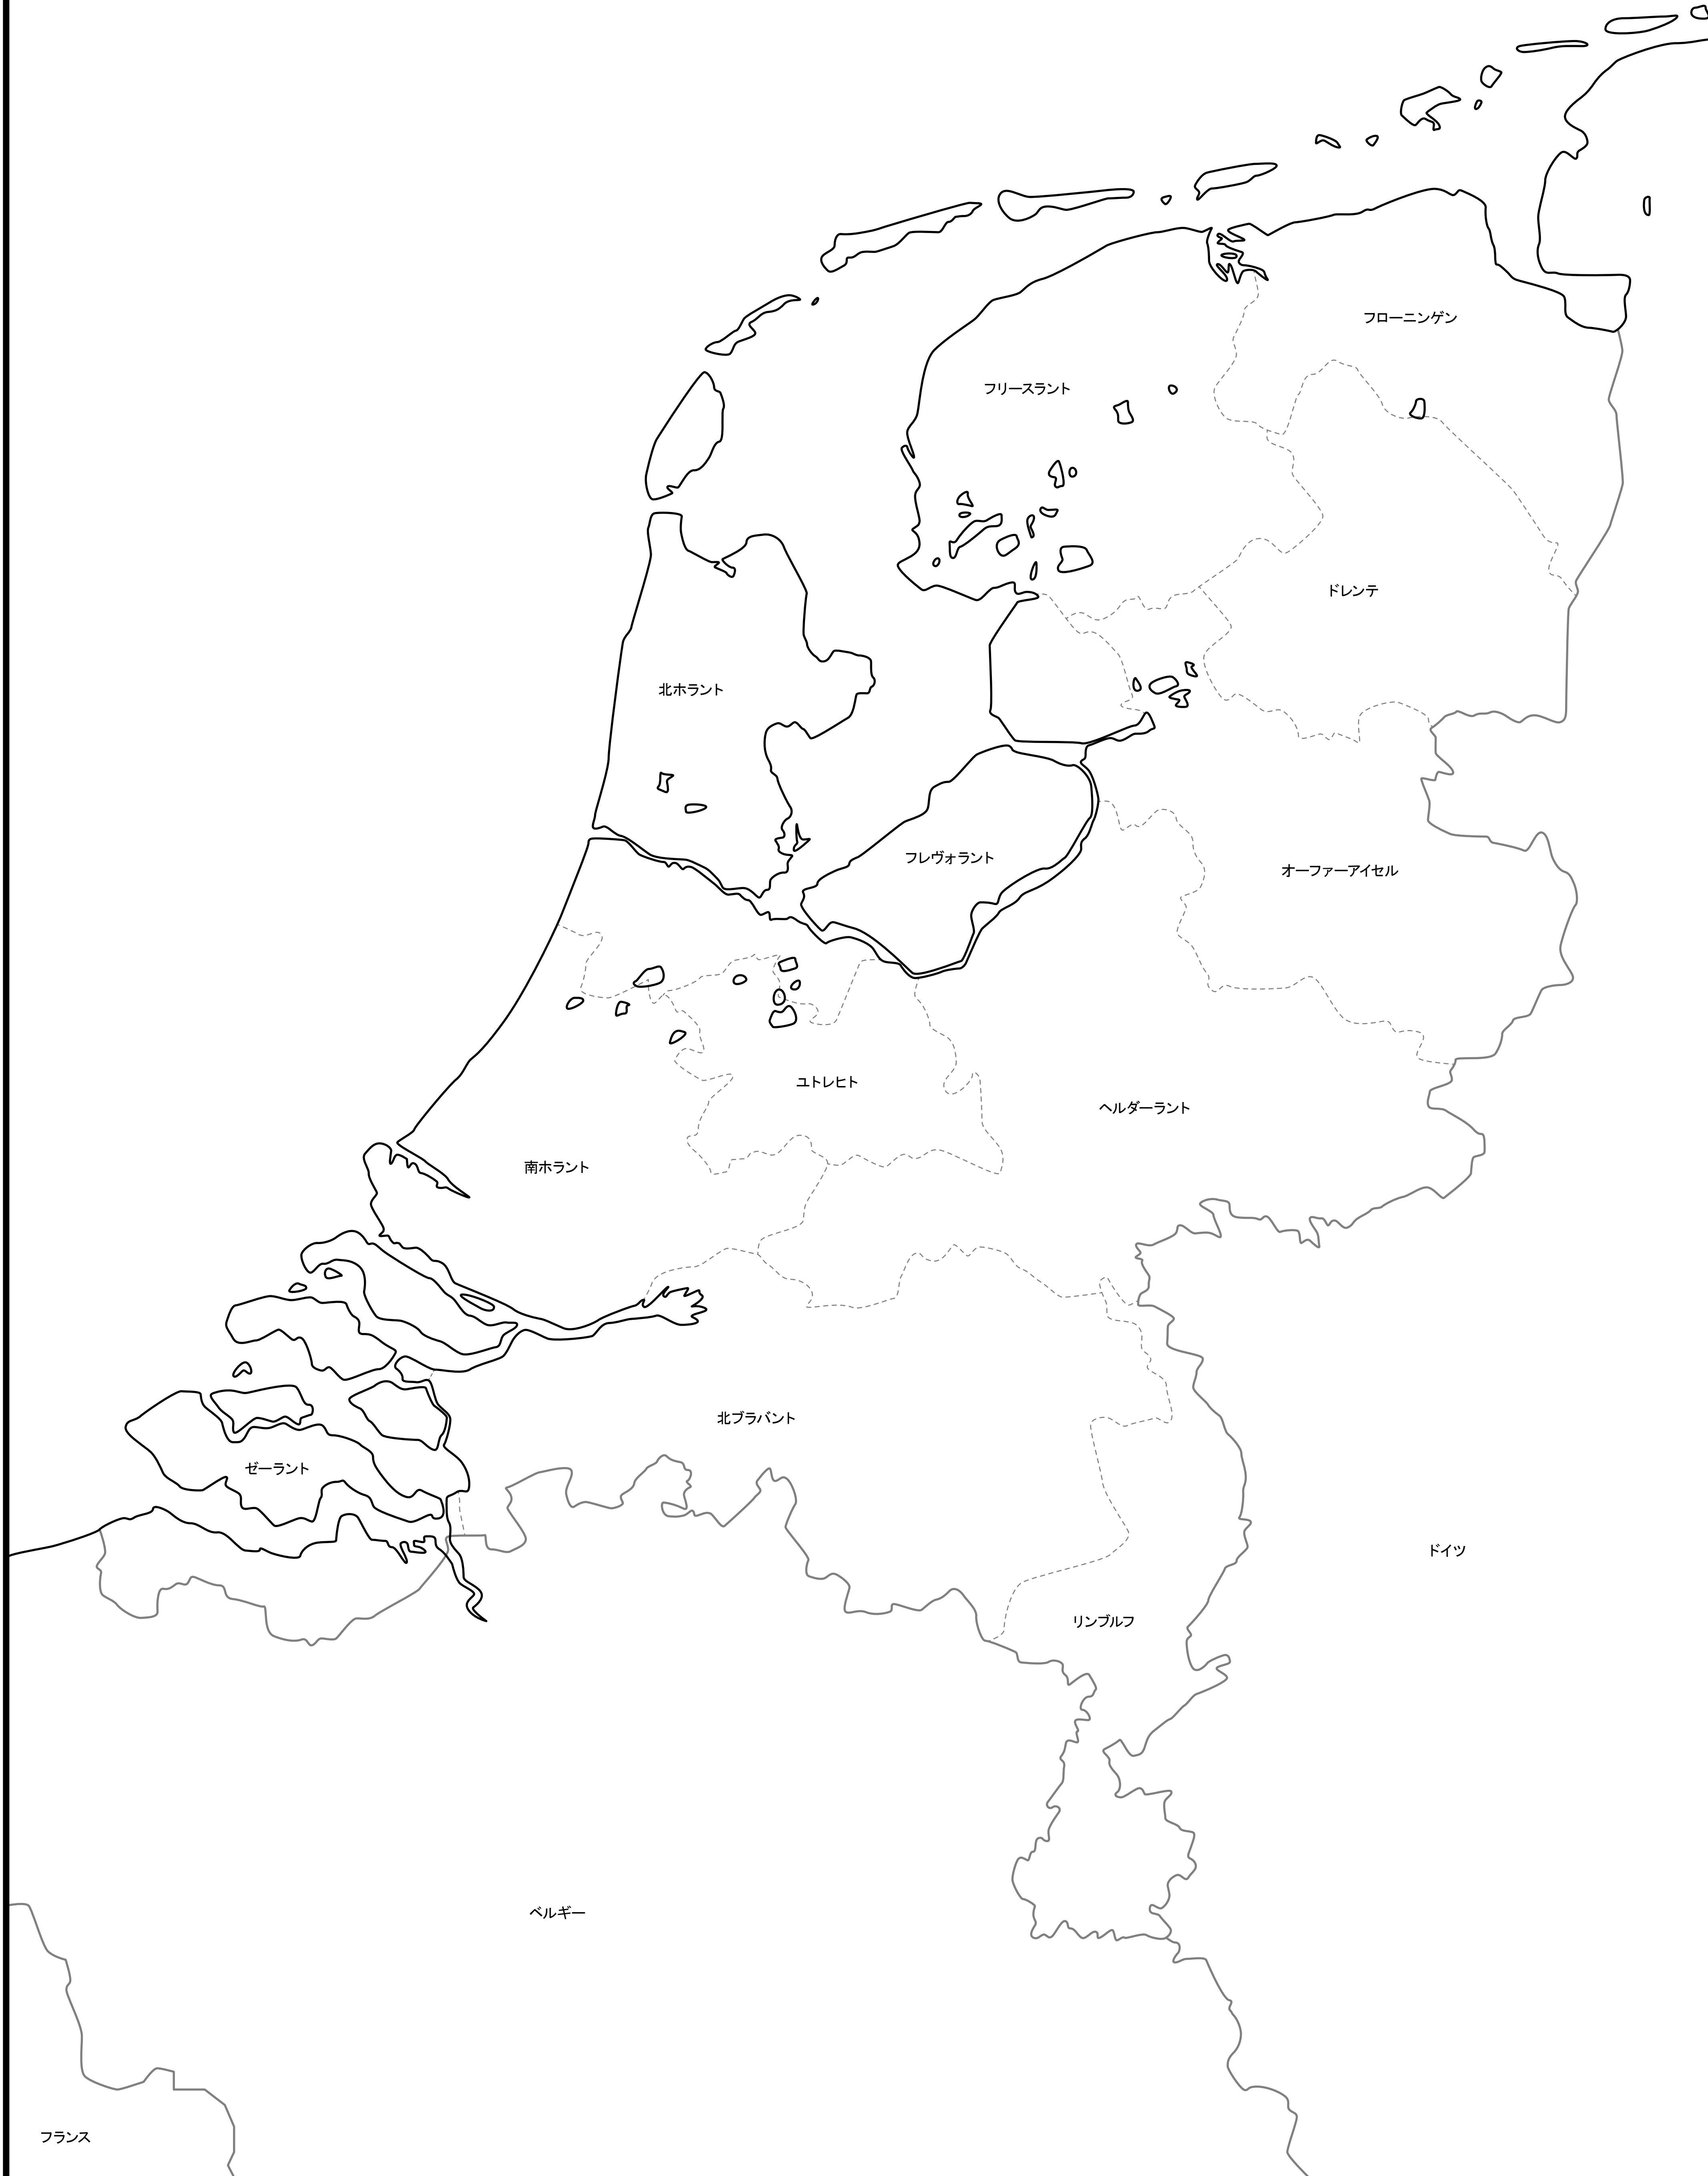 フローニンゲン
フリースラント
ドレンテ
北ホラント
フレヴォラント
オーファーアイセル
ユトレヒト
ヘルダーラント
南ホラント
北ブラバント
ゼーラント
ドイツ
リンブルフ
ベルギー
フランス